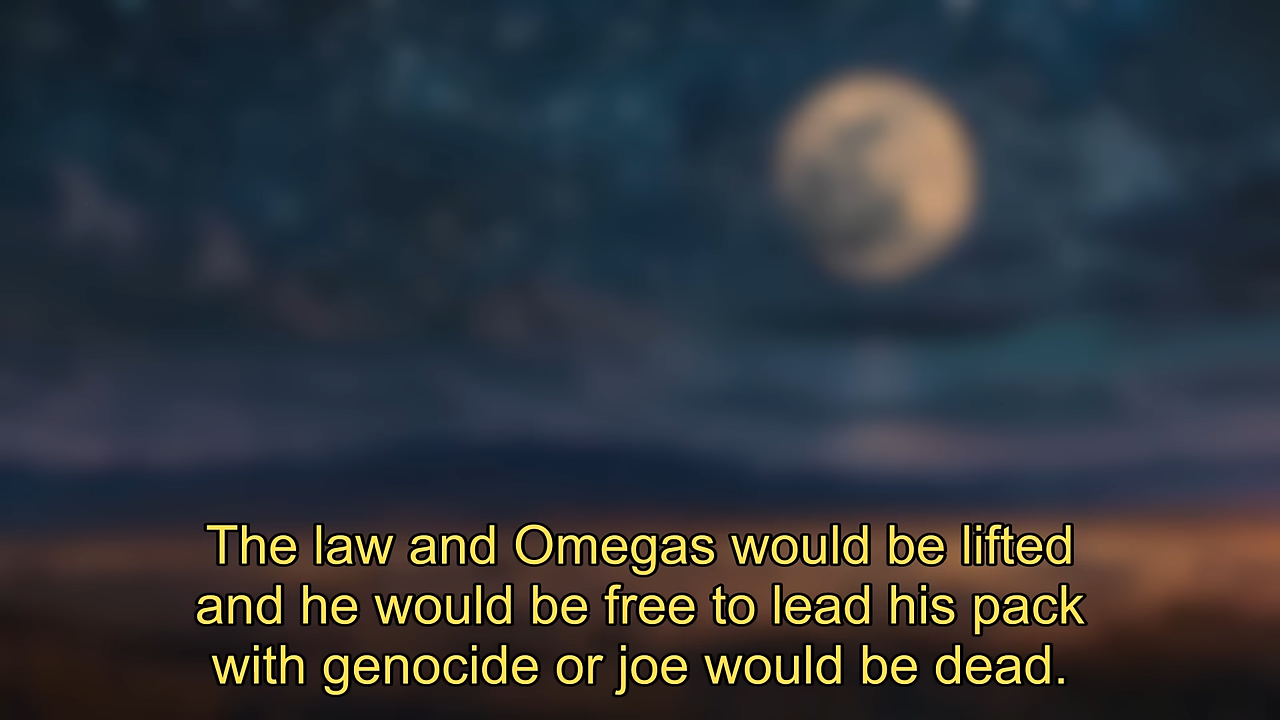 The law and Omegas would be lifted
and he would be free to lead his pack
with genocide or joe would be dead.